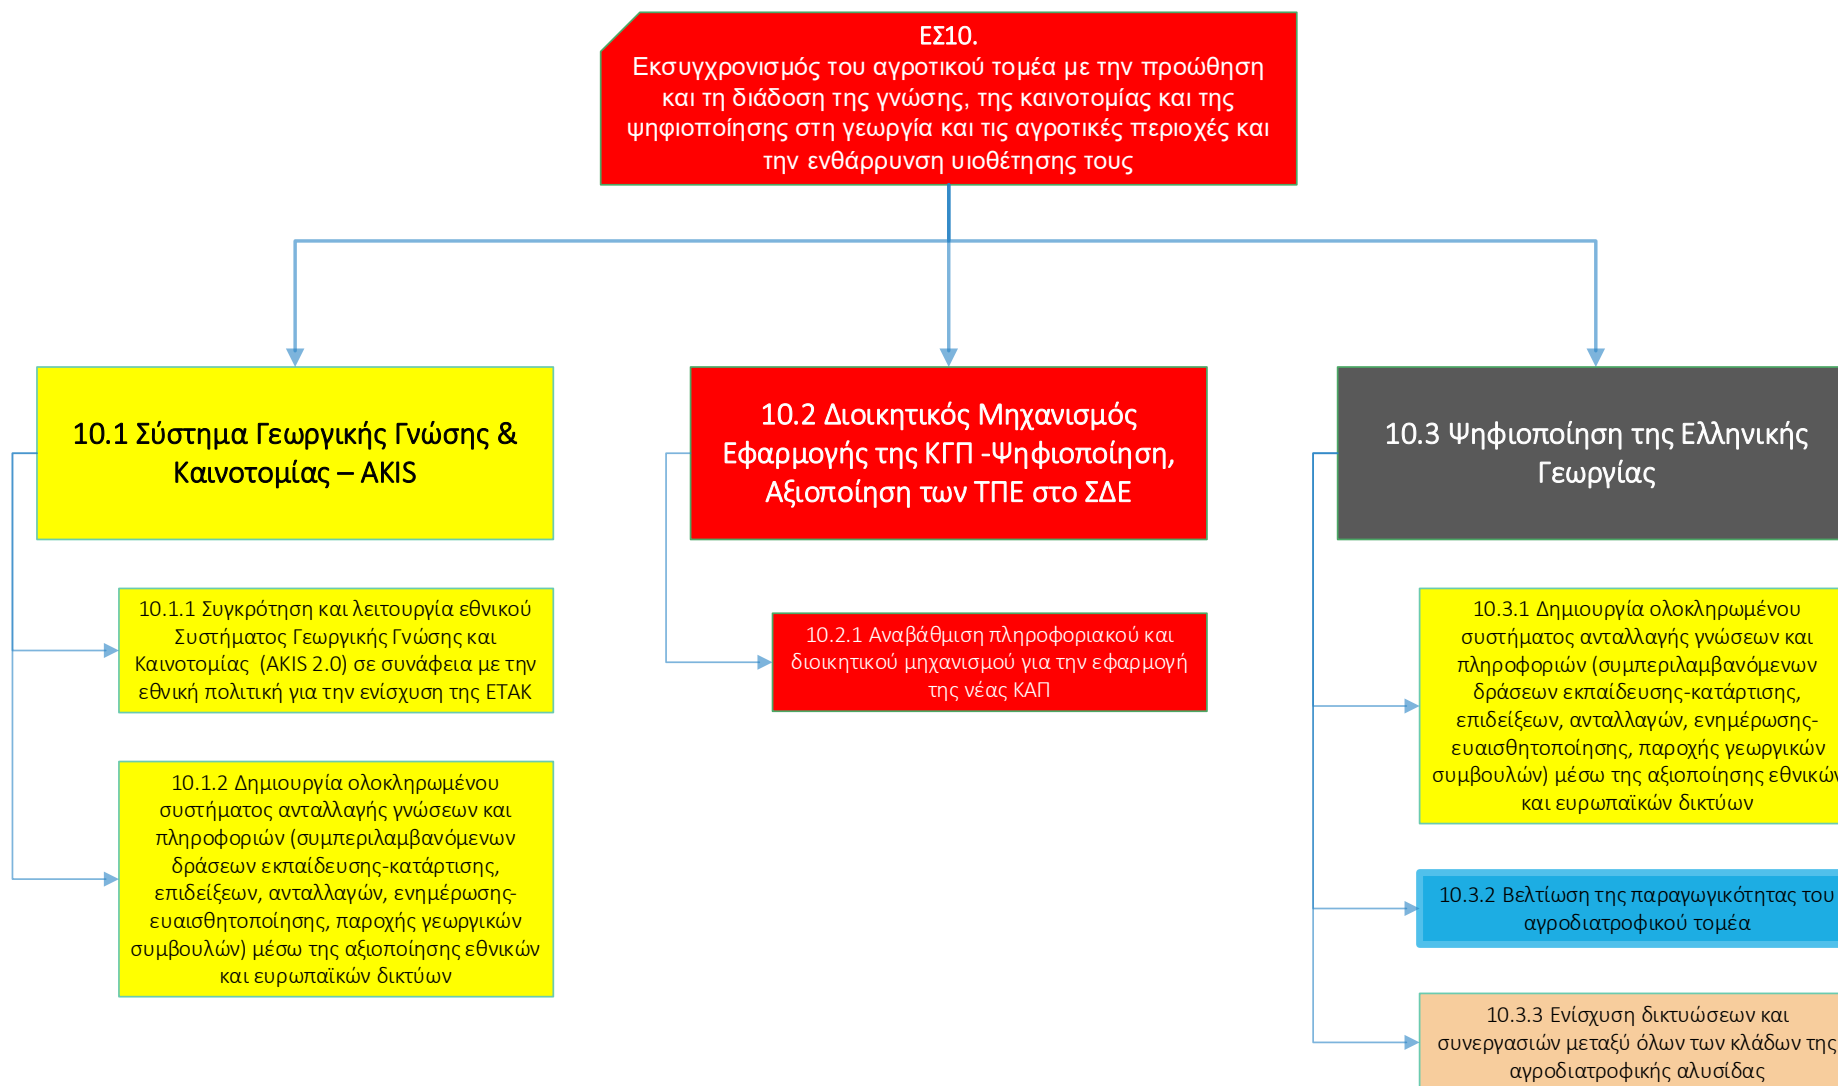 ΕΣ10.
Εκσυγχρονισμός του αγροτικού τομέα με την προώθηση
και τη διάδοση της γνώσης, της καινοτομίας και της
ψηφιοποίησης στη γεωργία και τις αγροτικές περιοχές και
την ενθάρρυνση υιοθέτησης τους
10.1 Σύστημα Γεωργικής Γνώσης &
Καινοτομίας – AKIS
10.1.1 Συγκρότηση και λειτουργία εθνικού
Συστήματος Γεωργικής Γνώσης και
Καινοτομίας (AKIS 2.0) σε συνάφεια με την
εθνική πολιτική για την ενίσχυση της ΕΤΑΚ
10.1.2 Δημιουργία ολοκληρωμένου
συστήματος ανταλλαγής γνώσεων και
πληροφοριών (συμπεριλαμβανόμενων
δράσεων εκπαίδευσης-κατάρτισης,
επιδείξεων, ανταλλαγών, ενημέρωσης-
ευαισθητοποίησης, παροχής γεωργικών
συμβουλών) μέσω της αξιοποίησης εθνικών
και ευρωπαϊκών δικτύων
10.2 Διοικητικός Μηχανισμός
Εφαρμογής της ΚΓΠ -Ψηφιοποίηση,
Αξιοποίηση των ΤΠΕ στο ΣΔΕ
10.2.1 Αναβάθμιση πληροφοριακού και
διοικητικού μηχανισμού για την εφαρμογή
της νέας ΚΑΠ
10.3 Ψηφιοποίηση της Ελληνικής
Γεωργίας
10.3.1 Δημιουργία ολοκληρωμένου
συστήματος ανταλλαγής γνώσεων και
πληροφοριών (συμπεριλαμβανόμενων
δράσεων εκπαίδευσης-κατάρτισης,
επιδείξεων, ανταλλαγών, ενημέρωσης-
ευαισθητοποίησης, παροχής γεωργικών
συμβουλών) μέσω της αξιοποίησης εθνικών
και ευρωπαϊκών δικτύων
10.3.2 Βελτίωση της παραγωγικότητας του
αγροδιατροφικού τομέα
10.3.3 Ενίσχυση δικτυώσεων και
συνεργασιών μεταξύ όλων των κλάδων της
αγροδιατροφικής αλυσίδας